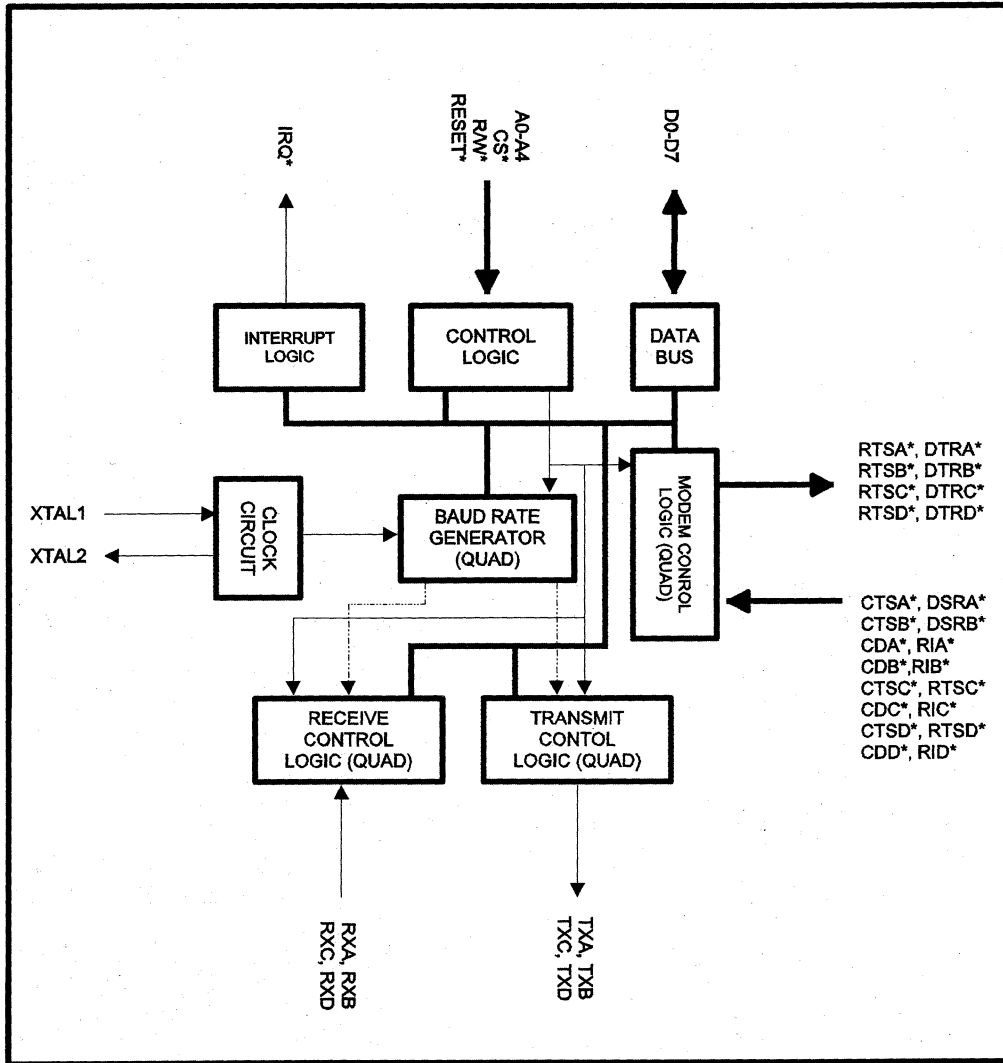 IRQ*
A0-A4
CS*
R/W*
RESET*
D0-D7
INTERRUPT
LOGIC
CONTROL
LOGIC
DATA
BUS
XTAL1
XTAL2
CLOCK
CIRCUIT
BAUD RATE
GENERATOR
(QUAD)
MODEM CONROL
LOGIC (QUAD)
RTSA*, DTRA*
RTSB*, DTRB*
RTSC*, DTRC*
RTSD*, DTRD*
CTSA*, DSRA*
CTSB*, DSRB*
CDA*, RIA*
CDB*,RIB*
CTSC*, RTSC*
CDC*, RIC*
CTSD*, RTSD*
CDD*, RID*
RECEIVE
CONTROL
LOGIC (QUAD)
TRANSMIT
CONTOL
LOGIC (QUAD)
RXA, RXB
RXC, RXD
TXA, TXB
TXC, TXD